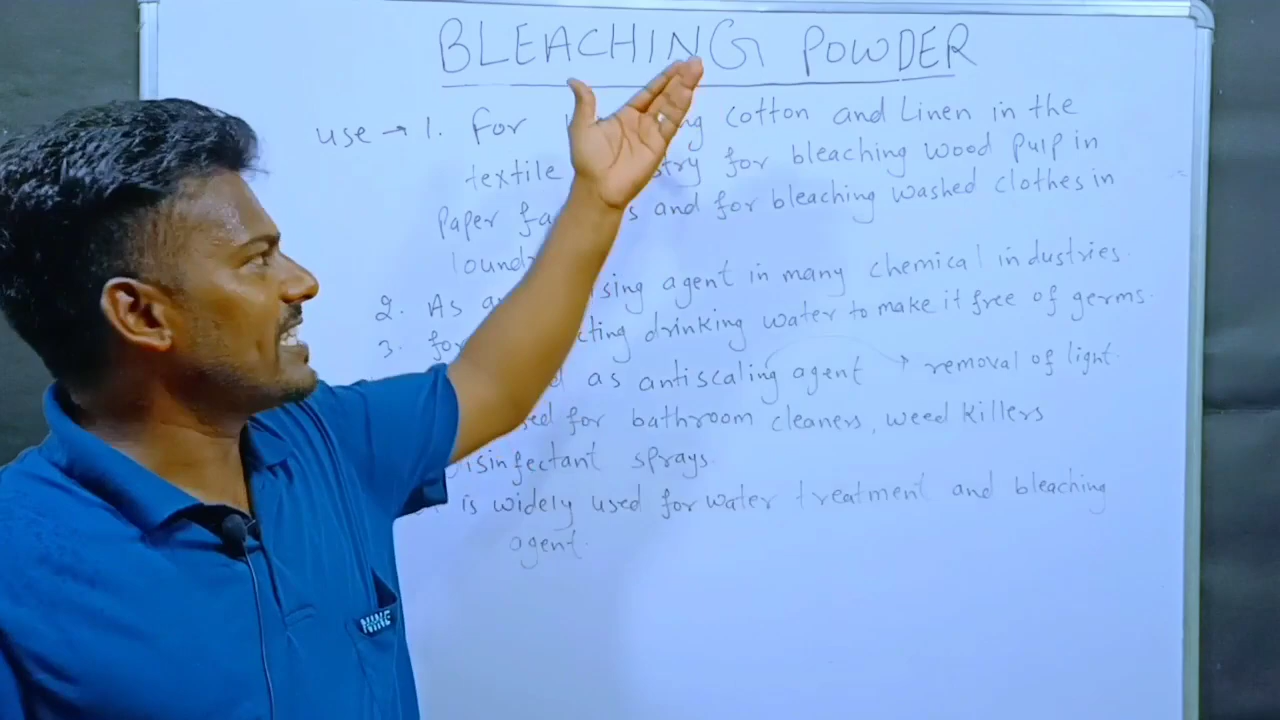 BLEACHING POWDER
use → 1. For cotton and Linen in the
textile for bleaching wood pulp in
Paper and for bleaching washed clothes in
2. As agent in many chemical industries.
3. drinking water to make it free of germs.
as antiscaling agent → removal of light
for bathroom cleaners, weed killers
disinfectant sprays.
is widely used for water treatment and bleaching
agent.
NINE